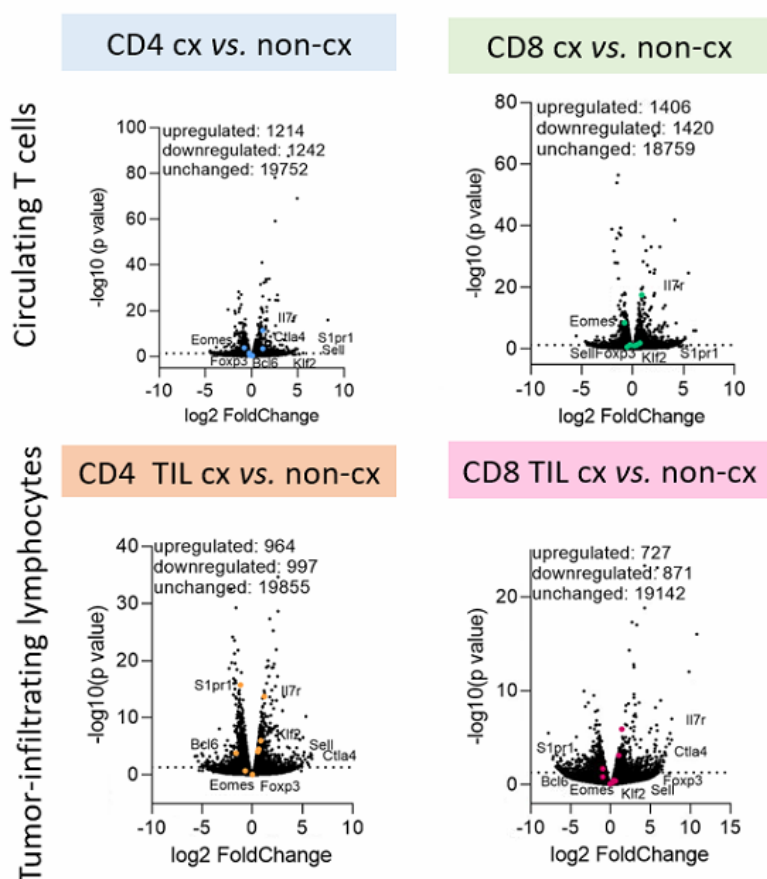 CD4 cx vs. non-cx
CD8 cx vs. non-cx
Circulating T cells
upregulated: 1214
downregulated: 1242
unchanged: 19752
100
80
60
40
20
0
-log10 (p value)
Il7r
Eomes
Ctla4
S1pr1
Sell
Foxp3
Bcl6
Klf2
-10
-5
0
5
10
log2 FoldChange
upregulated: 1406
downregulated: 1420
unchanged: 18759
80
60
40
20
0
-log10 (p value)
Il7r
Eomes
Sell
Foxp3
Klf2
S1pr1
-10
-5
0
5
10
log2 FoldChange
CD4 TIL cx vs. non-cx
CD8 TIL cx vs. non-cx
Tumor-infiltrating lymphocytes
upregulated: 964
downregulated: 997
unchanged: 19855
40
30
20
10
0
-log10(p value)
S1pr1
Il7r
Klf2
Bcl6
Sell
Ctla4
Eomes
Foxp3
-10
-5
0
5
10
log2 FoldChange
upregulated: 727
downregulated: 871
unchanged: 19142
20
10
0
-log10(p value)
Il7r
S1pr1
Ctla4
Bcl6
Eomes
Klf2
Sell
Foxp3
-10
-5
0
5
10
15
log2 FoldChange